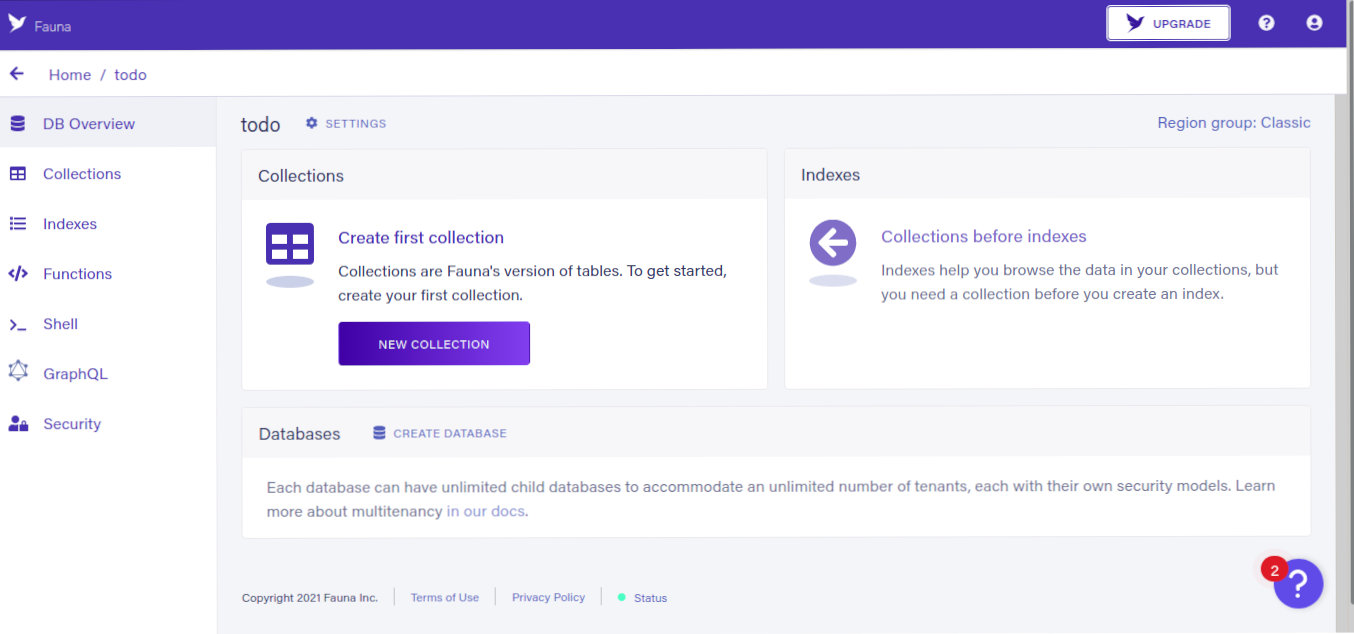 Fauna
UPGRADE
Home / todo
DB Overview
Collections
Indexes
Functions
Shell
GraphQL
Security
todo
SETTINGS
Region group: Classic
Collections
Create first collection
Collections are Fauna's version of tables. To get started,
create your first collection.
NEW COLLECTION
Indexes
Collections before indexes
Indexes help you browse the data in your collections, but
you need a collection before you create an index.
Databases
CREATE DATABASE
Each database can have unlimited child databases to accommodate an unlimited number of tenants, each with their own security models. Learn
more about multitenancy in our docs.
Copyright 2021 Fauna Inc.
Terms of Use
Privacy Policy
Status
2